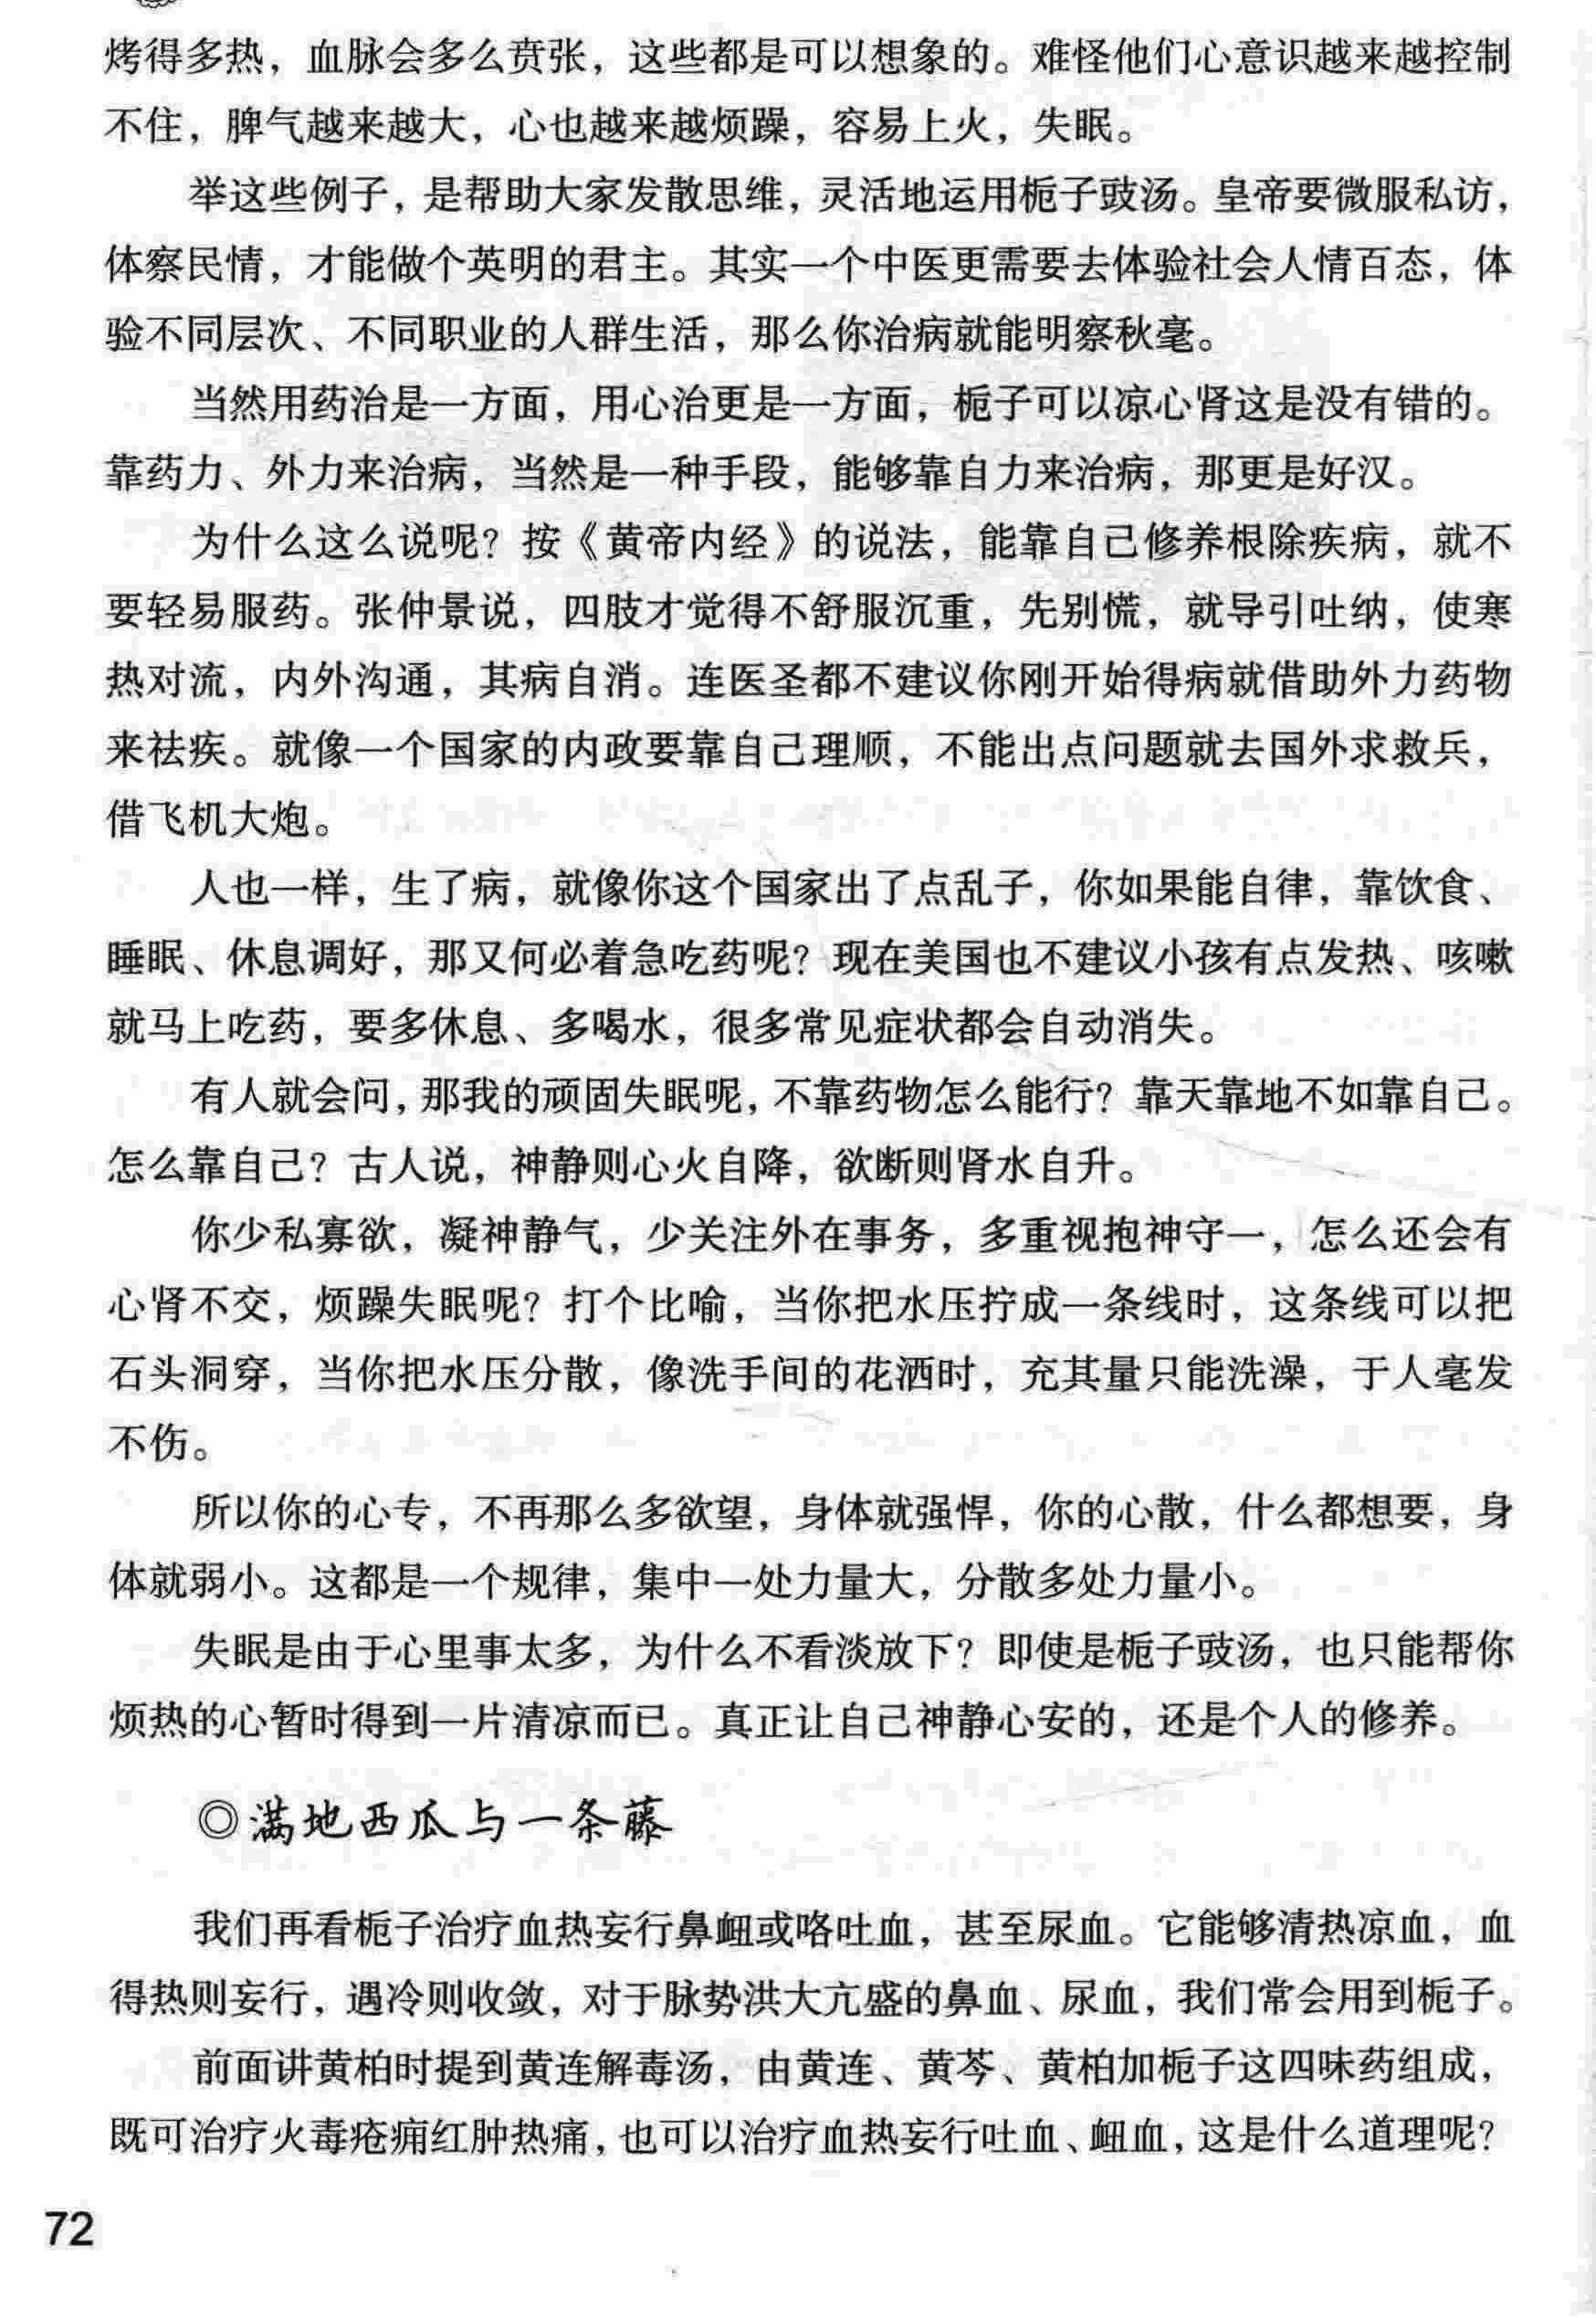 烤得多热，血脉会多么贲张，这些都是可以想象的。难怪他们心意识越来越控制
不住，脾气越来越大，心也越来越烦躁，容易上火，失眠。
举这些例子，是帮助大家发散思维，灵活地运用栀子豉汤。皇帝要微服私访，
体察民情，才能做个英明的君主。其实一个中医更需要去体验社会人情百态，体
验不同层次、不同职业的人群生活，那么你治病就能明察秋毫。
当然用药治是一方面，用心治更是一方面，栀子可以凉心肾这是没有错的。
靠药力、外力来治病，当然是一种手段，能够靠自力来治病，那更是好汉。
为什么这么说呢？按《黄帝内经》的说法，能靠自己修养根除疾病，就不
要轻易服药。张仲景说，四肢才觉得不舒服沉重，先别慌，就导引吐纳，使寒
热对流，内外沟通，其病自消。连医圣都不建议你刚开始得病就借助外力药物
来祛疾。就像一个国家的内政要靠自己理顺，不能出点问题就去国外求救兵，
借飞机大炮。
人也一样，生了病，就像你这个国家出了点乱子，你如果能自律，靠饮食、
睡眠、休息调好，那又何必着急吃药呢？现在美国也不建议小孩有点发热、咳嗽
就马上吃药，要多休息、多喝水，很多常见症状都会自动消失。
有人就会问，那我的顽固失眠呢，不靠药物怎么能行？靠天靠地不如靠自己。
怎么靠自己？古人说，神静则心火自降，欲断则肾水自升。
你少私寡欲，凝神静气，少关注外在事务，多重视抱神守一，怎么还会有
心肾不交，烦躁失眠呢？打个比喻，当你把水压拧成一条线时，这条线可以把
石头洞穿，当你把水压分散，像洗手间的花洒时，充其量只能洗澡，于人毫发
不伤。
所以你的心专，不再那么多欲望，身体就强悍，你的心散，什么都想要，身
体就弱小。这都是一个规律，集中一处力量大，分散多处力量小。
失眠是由于心里事太多，为什么不看淡放下？即使是栀子豉汤，也只能帮你
烦热的心暂时得到一片清凉而已。真正让自己神静心安的，还是个人的修养。
◎满地西瓜与一条藤
我们再看栀子治疗血热妄行鼻衄或咯吐血，甚至尿血。它能够清热凉血，血
得热则妄行，遇冷则收敛，对于脉势洪大亢盛的鼻血、尿血，我们常会用到栀子。
前面讲黄柏时提到黄连解毒汤，由黄连、黄芩、黄柏加栀子这四味药组成，
既可治疗火毒疮痈红肿热痛，也可以治疗血热妄行吐血、衄血，这是什么道理呢？
72